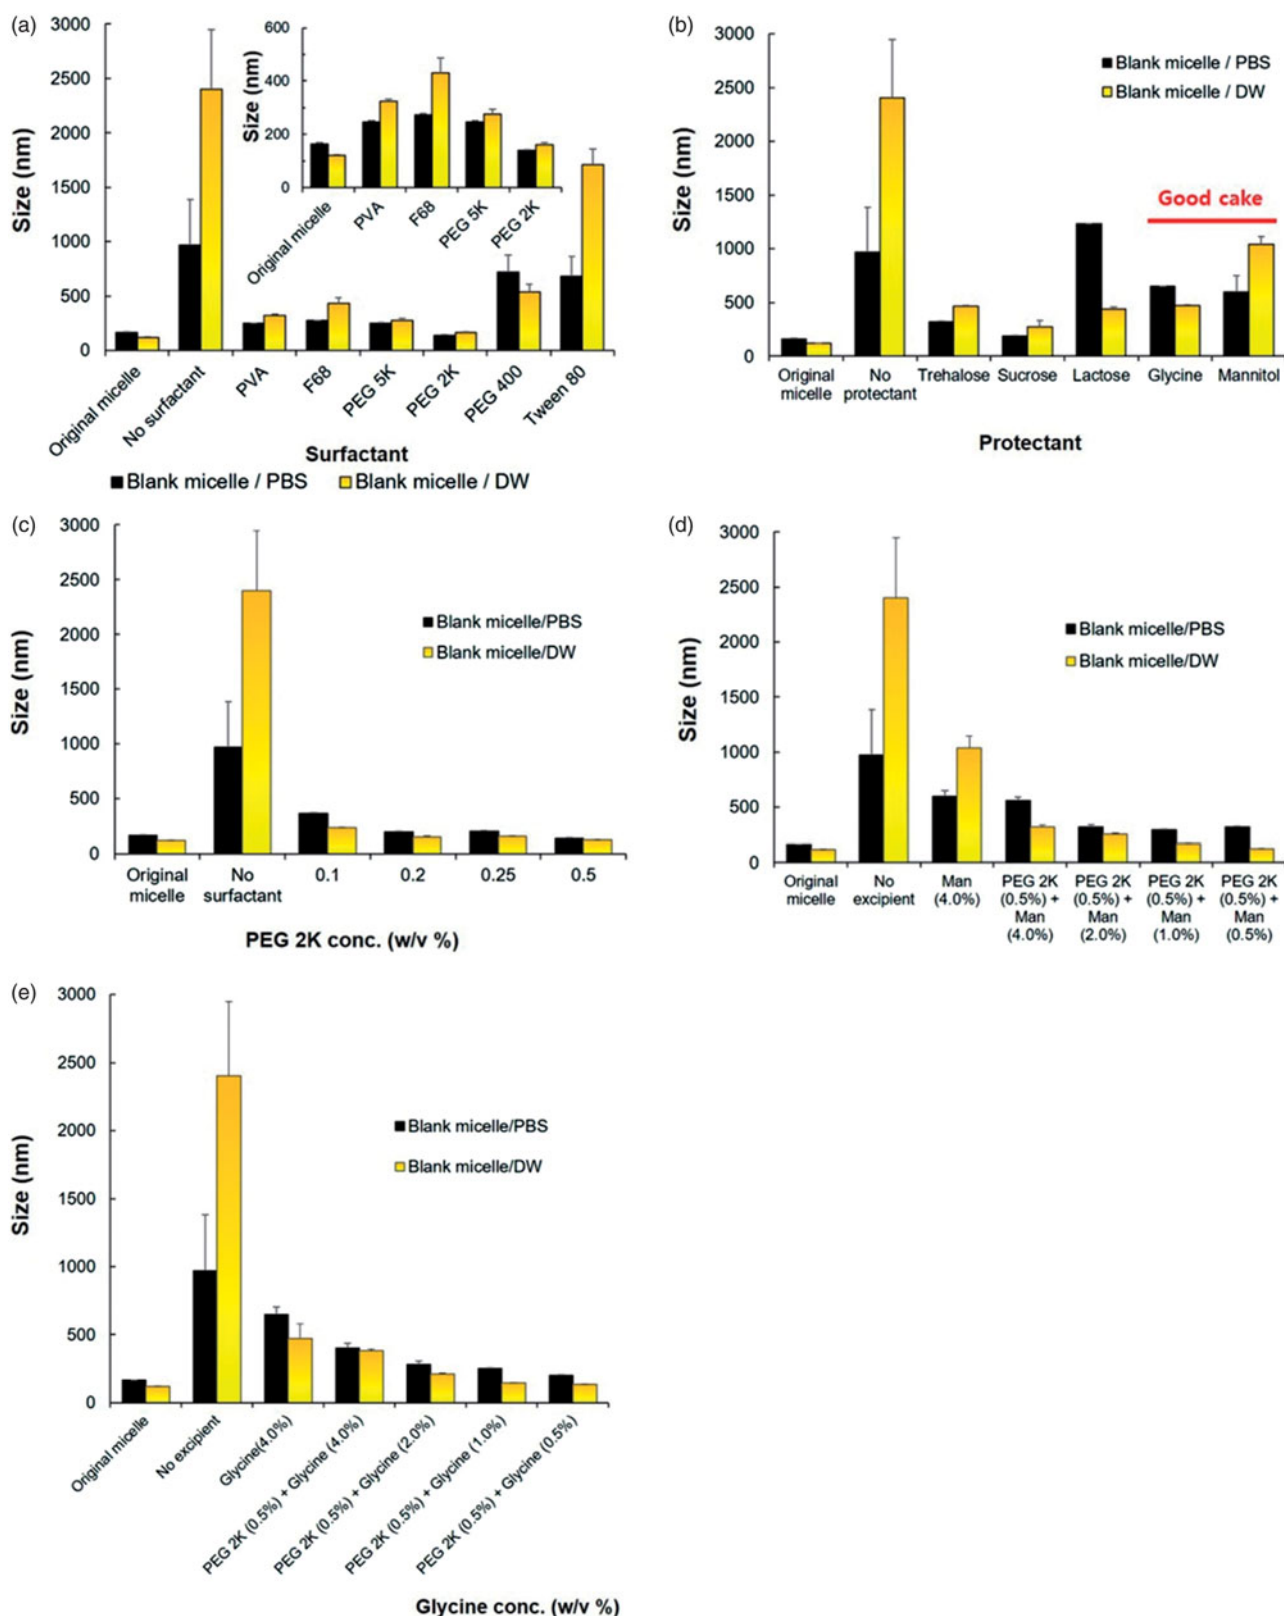 (a)
3000
2500
2000
1500
1000
500
0
Size (nm)
600
400
200
0
Size (nm)
Original micelle
PVA
F68
PEG 5K
PEG 2K
Original micelle
No surfactant
PVA
F68
PEG 5K
PEG 2K
PEG 400
Tween 80
Surfactant
Blank micelle / PBS
Blank micelle / DW
(b)
3000
2500
2000
1500
1000
500
0
Size (nm)
Blank micelle / PBS
Blank micelle / DW
Good cake
Original micelle
No protectant
Trehalose
Sucrose
Lactose
Glycine
Mannitol
Protectant
(c)
3000
2500
2000
1500
1000
500
0
Size (nm)
Blank micelle/PBS
Blank micelle/DW
Original micelle
No surfactant
0.1
0.2
0.25
0.5
PEG 2K conc. (w/v %)
(d)
3000
2500
2000
1500
1000
500
0
Size (nm)
Blank micelle/PBS
Blank micelle/DW
Original micelle
No excipient
Man (4.0%)
PEG 2K (0.5%) + Man (4.0%)
PEG 2K (0.5%) + Man (2.0%)
PEG 2K (0.5%) + Man (1.0%)
PEG 2K (0.5%) + Man (0.5%)
(e)
3000
2500
2000
1500
1000
500
0
Size (nm)
Blank micelle/PBS
Blank micelle/DW
Original micelle
No excipient
Glycine(4.0%)
PEG 2K (0.5%) + Glycine (4.0%)
PEG 2K (0.5%) + Glycine (2.0%)
PEG 2K (0.5%) + Glycine (1.0%)
PEG 2K (0.5%) + Glycine (0.5%)
Glycine conc. (w/v %)